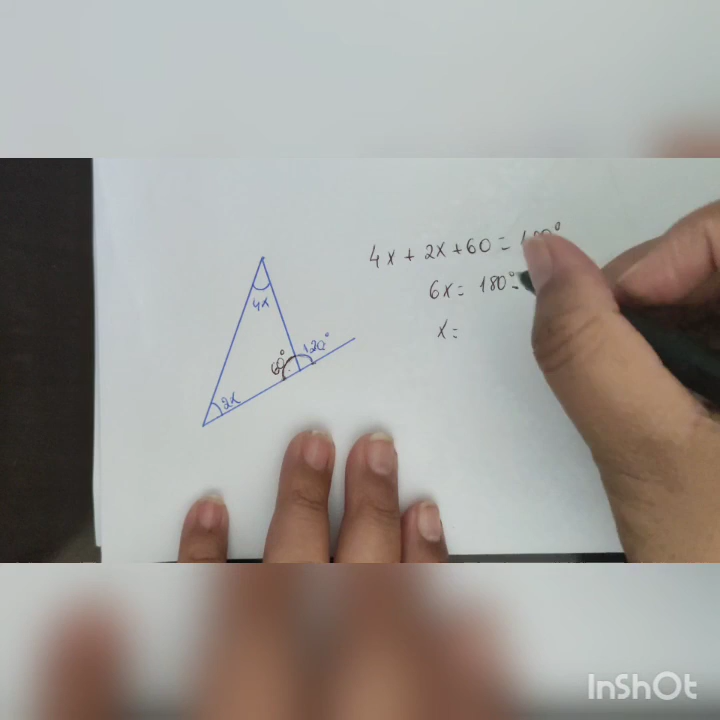 4x + 2x + 60 =
6x = 180°
x =
4x
60°
120°
2x
InShOt